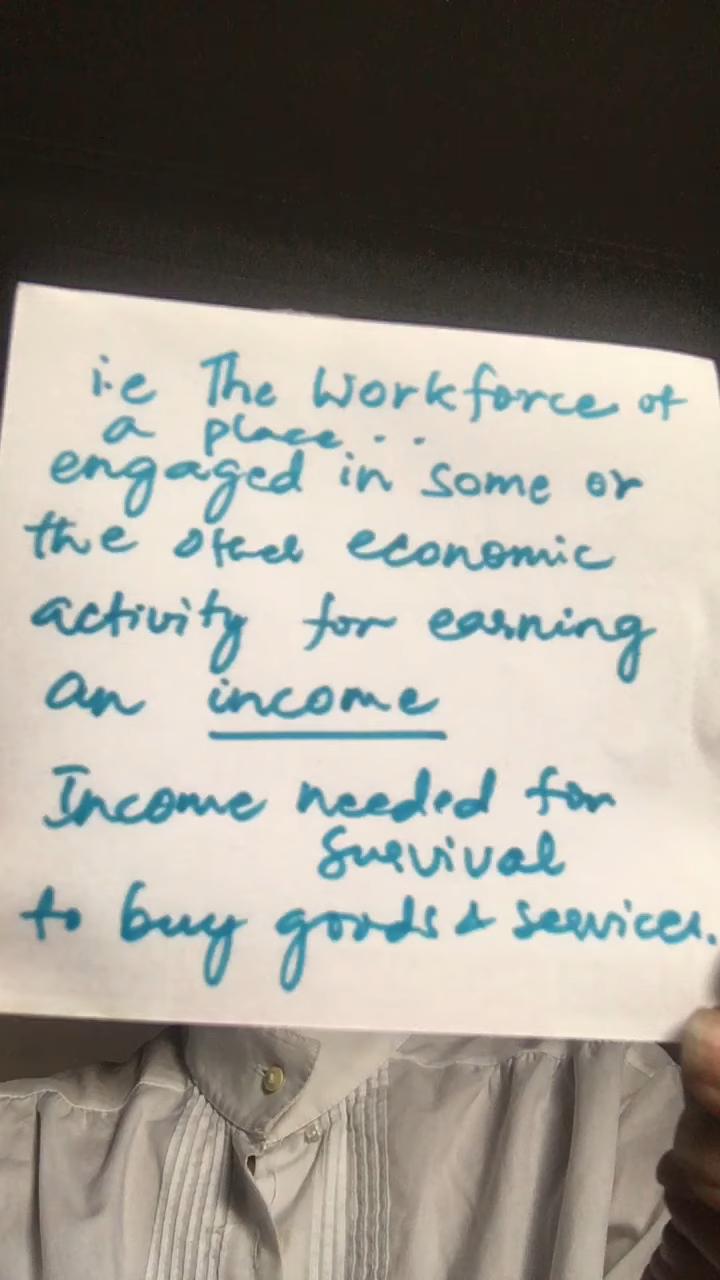 i.e The Workforce of
a place...
engaged in some or
the other economic
activity for earning
an income
Income needed for
survival
to buy goods & services.